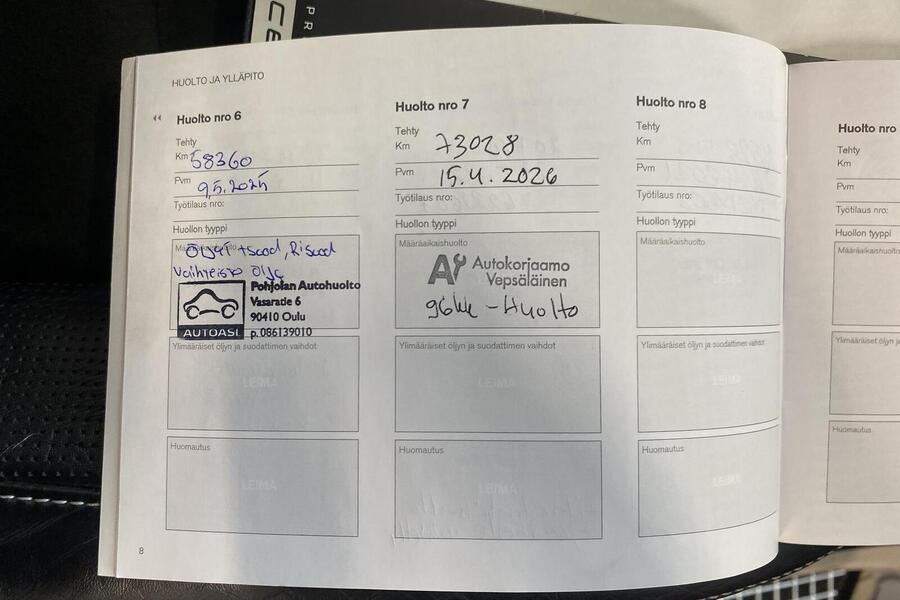 PR
CE
HUOLTO JA YLLÄPITO
Huolto nro 6
Tehty
Km 58360
Pvm 9.5.2025
Työtilaus nro:
Huollon tyyppi
Määräaikaishuolto
Öljyt + suod, Risuod
Vaihteisto öljy
Pohjolan Autohuolto
Vasaratie 6
90410 Oulu
p.086139010
AUTOASI
Ylimääräiset öljyn ja suodattimen vaihdot
LEIMA
Huomautus
LEIMA
8
Huolto nro 7
Tehty
Km 73028
Pvm 15.4.2026
Työtilaus nro:
Huollon tyyppi
Määräaikaishuolto
Autokorjaamo
Vepsäläinen
96kk - Huolto
Ylimääräiset öljyn ja suodattimen vaihdot
LEIMA
Huomautus
LEIMA
Huolto nro 8
Tehty
Km
Pvm
Työtilaus nro:
Huollon tyyppi
Määräaikaishuolto
Ylimääräiset öljyn ja suodattimen vaihdot
LEIMA
Huomautus
LEIMA
Huolto nro
Tehty
Km
Pvm
Työtilaus nro:
Huollon tyyppi
Määräaikaishuolto
Ylimääräiset öljyn ja
Huomautus